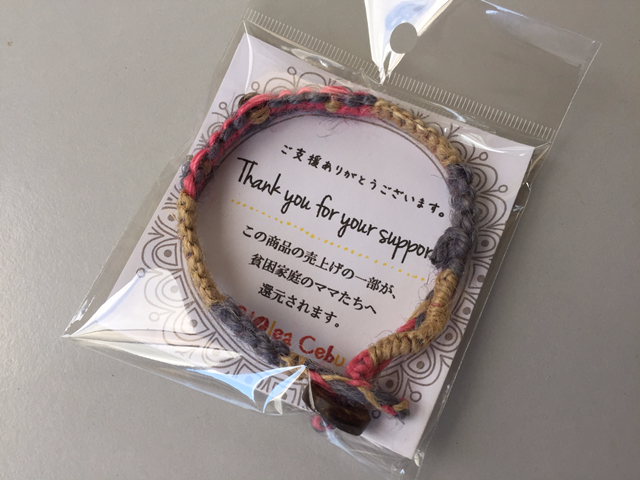 ご支援ありがとうございます。
Thank you for your suppor
この商品の売上げの一部が、
貧困家庭のママたちへ
還元されます。
lea Cebu